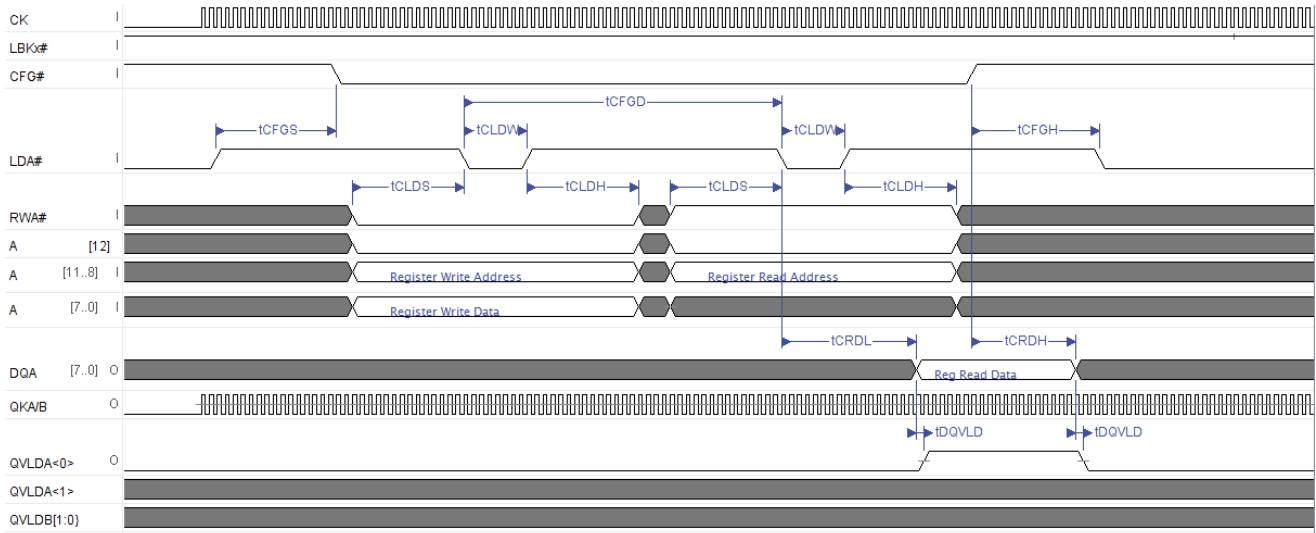 CK I
LBKx# I
CFG# I
tCFGD
tCFGS tCLDW tCLDW tCFGH
LDA# I
tCLDS tCLDH tCLDS tCLDH
RWA# I
A [12]
A [11..8] I Register Write Address Register Read Address
A [7..0] I Register Write Data
tCRDL tCRDH
DQA [7..0] O Reg Read Data
QKA/B O
tDQVLD tDQVLD
QVLDA<0> O
QVLDA<1>
QVLDB[1:0}